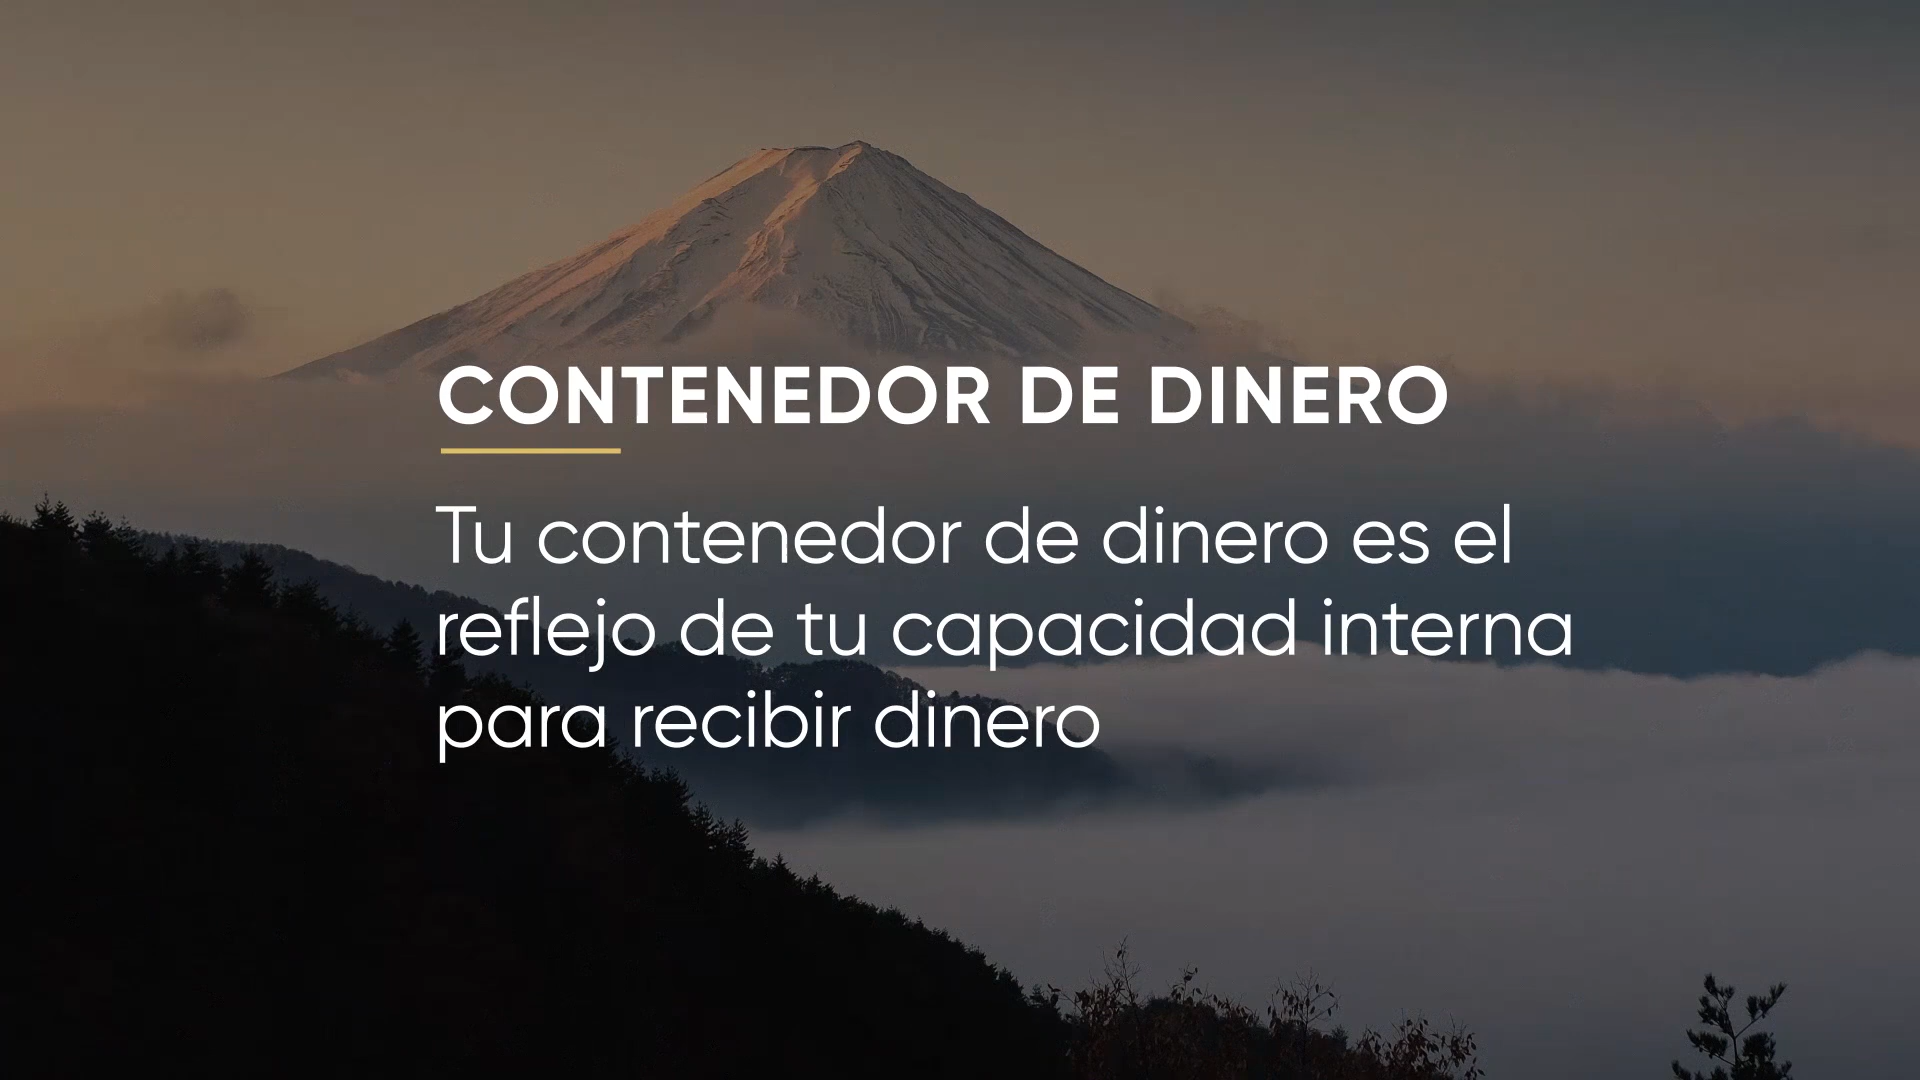 CONTENEDOR DE DINERO
Tu contenedor de dinero es el
reflejo de tu capacidad interna
para recibir dinero